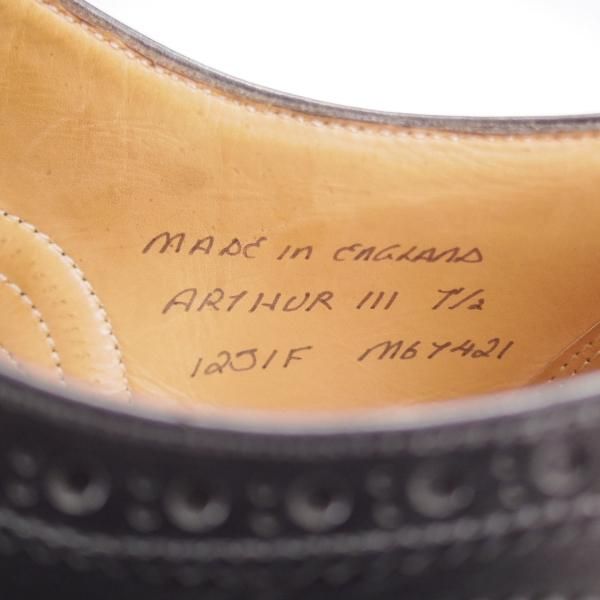 MADE in ENGLAND
ARTHUR III 7½
1251F M67421